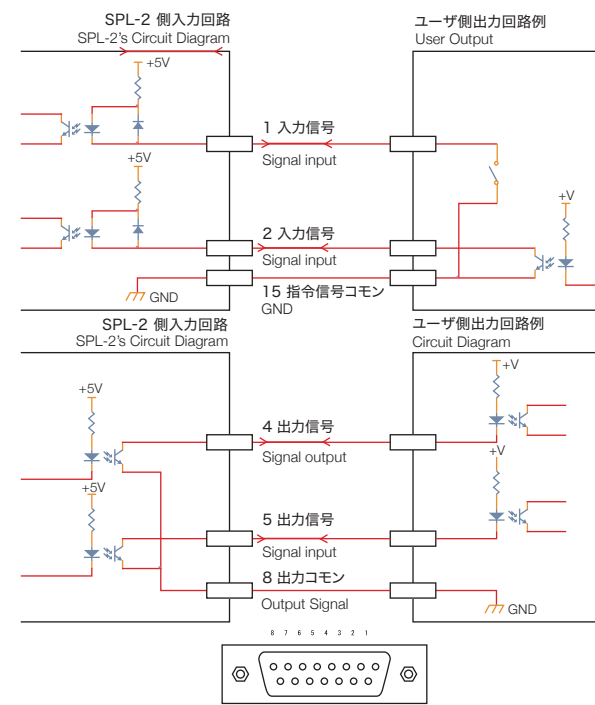 SPL-2 側入力回路
SPL-2's Circuit Diagram
ユーザ側出力回路例
User Output
+5V
1 入力信号
Signal input
+5V
+V
2 入力信号
Signal input
GND
15 指令信号コモン
GND
SPL-2 側入力回路
SPL-2's Circuit Diagram
ユーザ側出力回路例
Circuit Diagram
+V
+5V
4 出力信号
Signal output
+V
+5V
5 出力信号
Signal input
8 出力コモン
Output Signal
GND
8 7 6 5 4 3 2 1